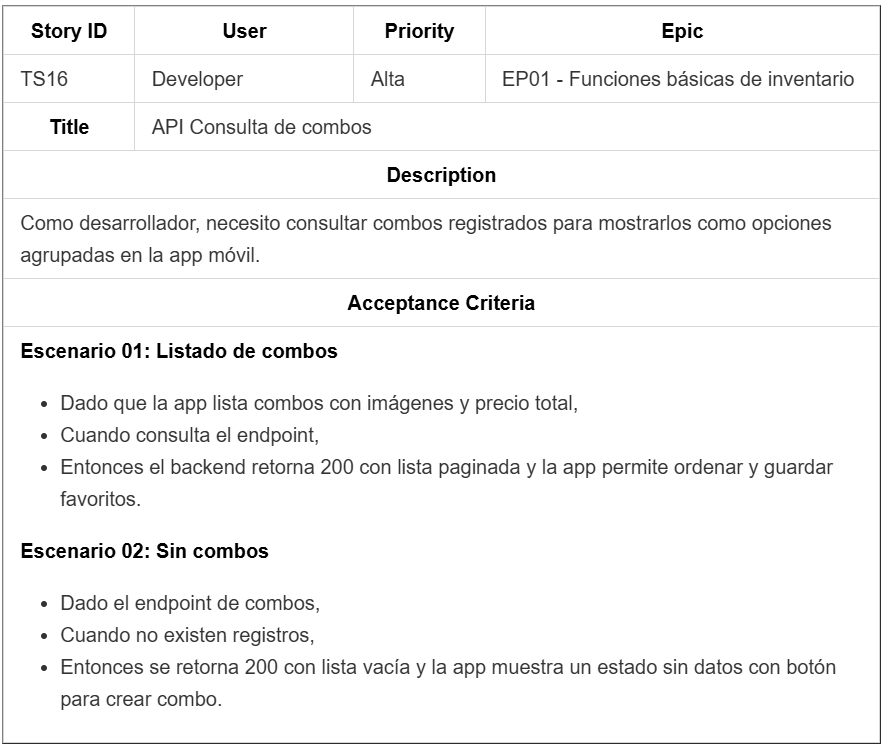 Story ID User Priority Epic
TS16 Developer Alta EP01 - Funciones básicas de inventario
Title API Consulta de combos
Description
Como desarrollador, necesito consultar combos registrados para mostrarlos como opciones
agrupadas en la app móvil.
Acceptance Criteria
Escenario 01: Listado de combos
• Dado que la app lista combos con imágenes y precio total,
• Cuando consulta el endpoint,
• Entonces el backend retorna 200 con lista paginada y la app permite ordenar y guardar
favoritos.
Escenario 02: Sin combos
• Dado el endpoint de combos,
• Cuando no existen registros,
• Entonces se retorna 200 con lista vacía y la app muestra un estado sin datos con botón
para crear combo.